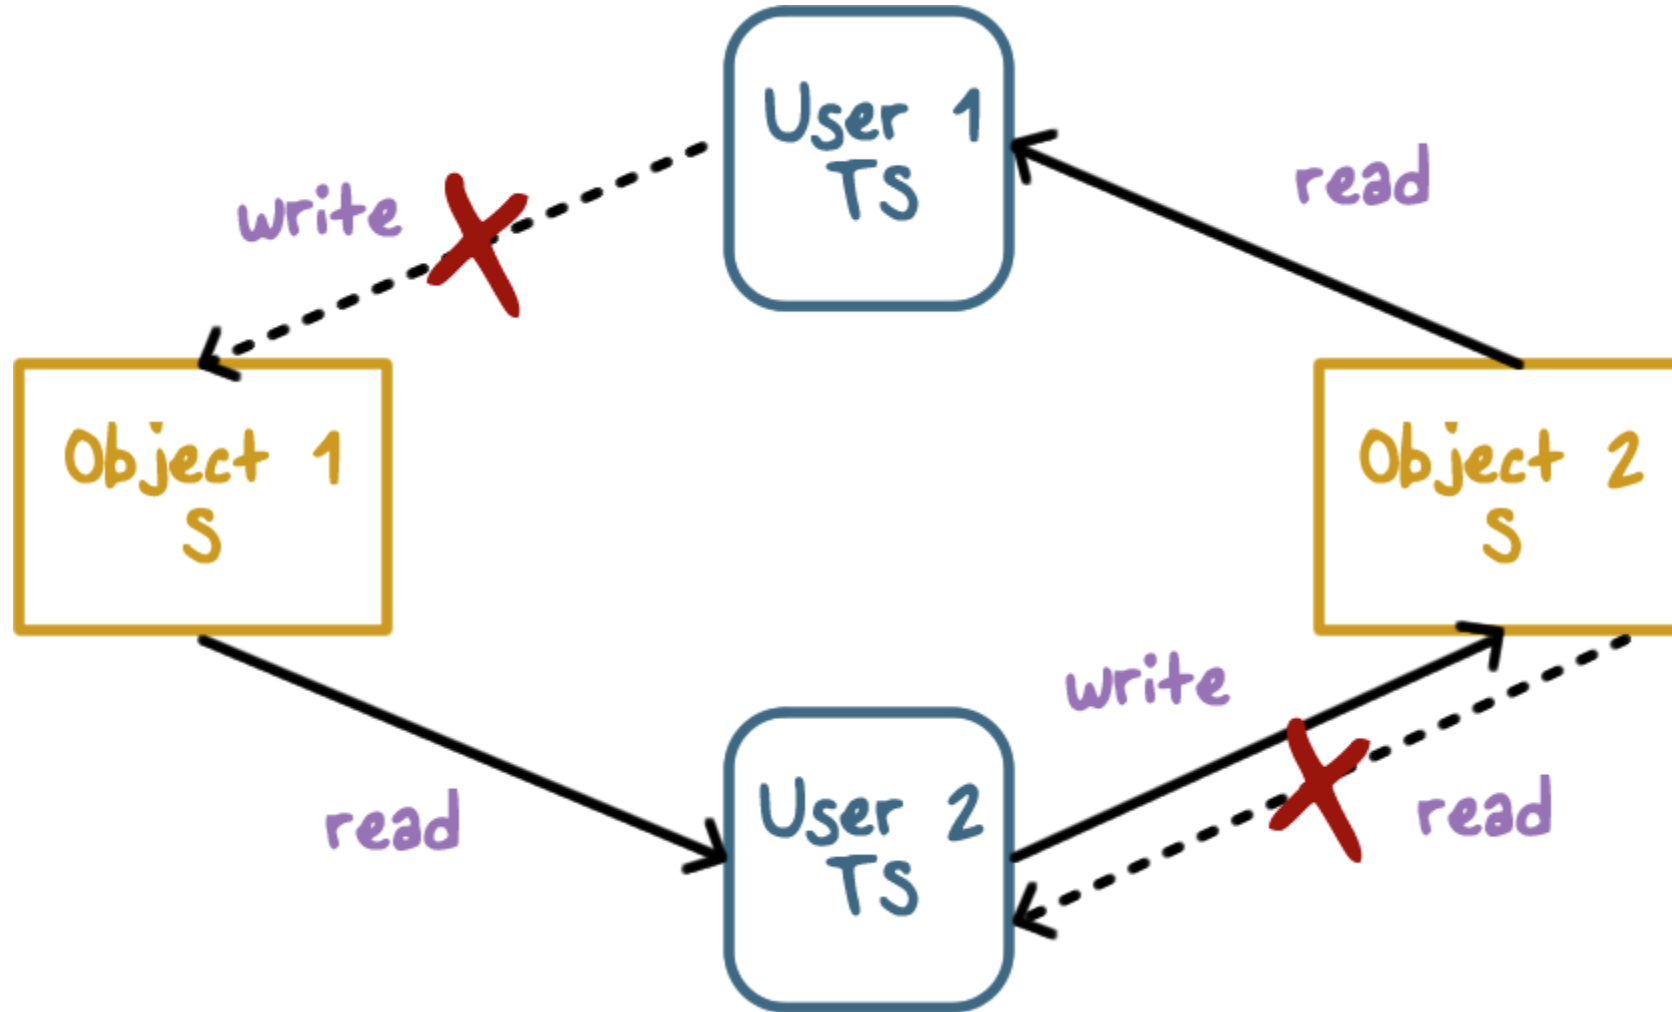 User 1
TS
write
read
Object 1
S
Object 2
S
write
read
read
User 2
TS